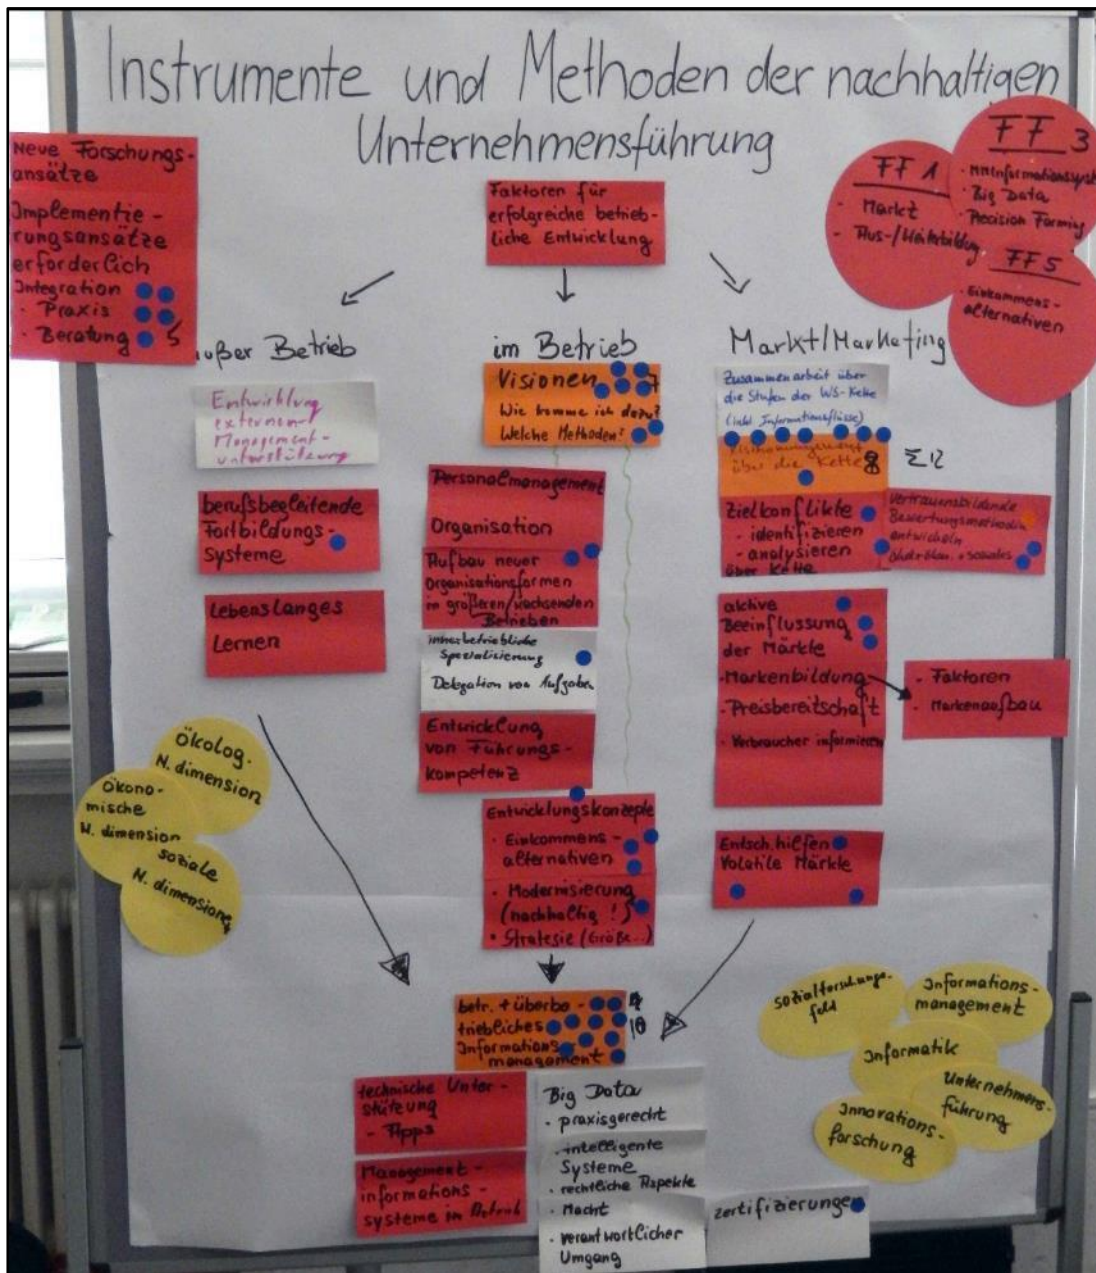 Instrumente und Methoden der nachhaltigen
Unternehmensführung
Neue Forschungs-
ansätze
Implementie-
rungsansätze
erforderlich
Integration
· Praxis
· Beratung 5
Faktoren für
erfolgreiche betrieb-
liche Entwicklung
FF 1
· Markt
· Aus-/Weiterbildung
FF 3
· Big Data
· Precision Farming
FF 5
· Einkommens-
alternativen
außer Betrieb
Entwicklung
externer
Management-
unterstützung
berufsbegleitende
Fortbildungs-
systeme
Lebenslanges
Lernen
im Betrieb
Visionen 7
Wie komme ich dazu?
Welche Methoden?
Personalmanagement
Organisation
Aufbau neuer
Organisationsformen
in größeren/wachsenden
Betrieben
innerbetriebliche
Spezialisierung
Delegation von Aufgaben
Entwicklung
von Führungs-
kompetenz
Entwicklungskonzepte
· Einkommens-
alternativen
· Modernisierung
(nachhaltig!)
· Strategie (Größe...)
Markt/Marketing
Zusammenarbeit über
die Stufen der WS-Kette
(inkl Informationsflüsse)
über die Kette 8
Σ12
Zielkonflikte
- identifizieren
- analysieren
über Kette
Vertrauensbildende
Bewertungsmethoden
entwickeln
aktive
Beeinflussung
der Märkte
·Markenbildung
·Preisbereitschaft
·Verbraucher informieren
- Faktoren
- Markenaufbau
Entsch.hilfen
Volatile Märkte
Ökolog.
N. dimension
Ökono-
mische
N. dimension
soziale
N. dimension
betr. + überbe-
triebliches 10
Informations
management
technische Unter-
stützung
- Apps
Management-
informations-
systeme im Betrieb
Big Data
· praxisgerecht
· intelligente
Systeme
· rechtliche Aspekte
· Macht
· verantwortlicher
Umgang
Zertifizierungen
Sozialforschungs-
feld
Informations-
management
Informatik
Unternehmens-
führung
Innovations-
forschung